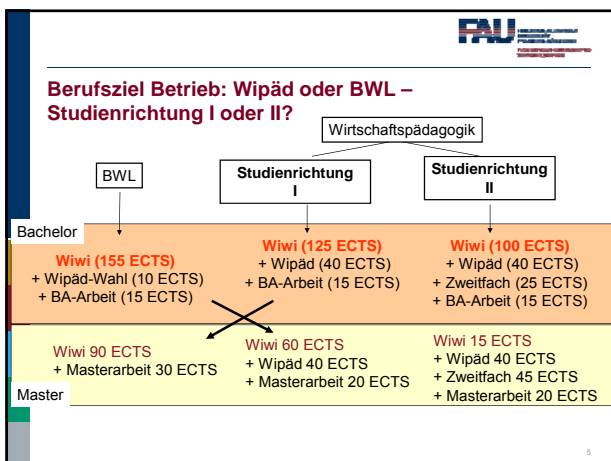 FAU
Berufsziel Betrieb: Wipäd oder BWL –
Studienrichtung I oder II?
Wirtschaftspädagogik
BWL
Studienrichtung
I
Studienrichtung
II
Bachelor
Wiwi (155 ECTS)
+ Wipäd-Wahl (10 ECTS)
+ BA-Arbeit (15 ECTS)
Wiwi (125 ECTS)
+ Wipäd (40 ECTS)
+ BA-Arbeit (15 ECTS)
Wiwi (100 ECTS)
+ Wipäd (40 ECTS)
+ Zweitfach (25 ECTS)
+ BA-Arbeit (15 ECTS)
Wiwi 90 ECTS
+ Masterarbeit 30 ECTS
Wiwi 60 ECTS
+ Wipäd 40 ECTS
+ Masterarbeit 20 ECTS
Wiwi 15 ECTS
+ Wipäd 40 ECTS
+ Zweitfach 45 ECTS
+ Masterarbeit 20 ECTS
Master
5